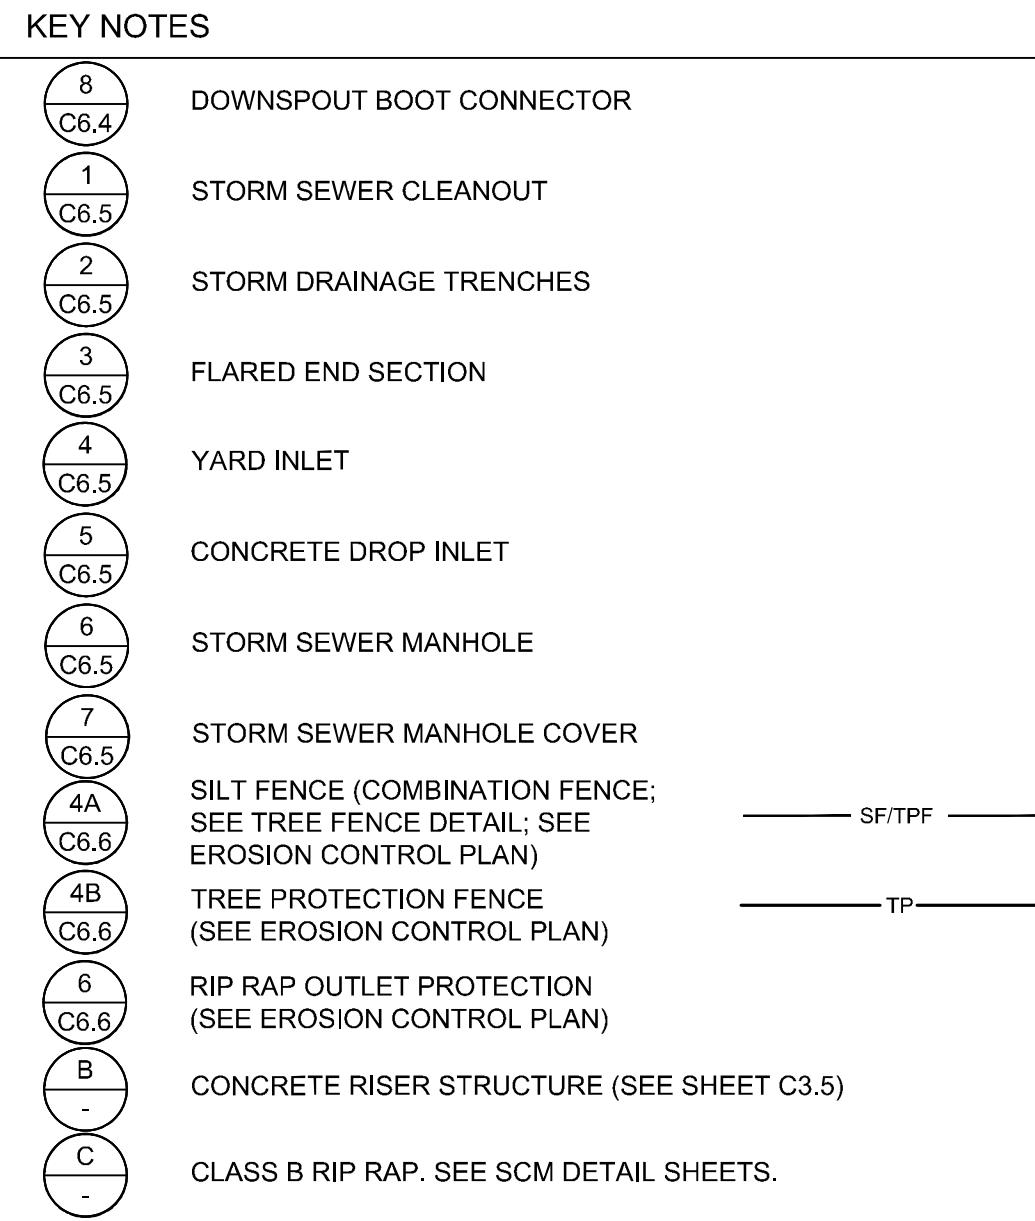 KEY NOTES
8
C6.4
DOWNSPOUT BOOT CONNECTOR
1
C6.5
STORM SEWER CLEANOUT
2
C6.5
STORM DRAINAGE TRENCHES
3
C6.5
FLARED END SECTION
4
C6.5
YARD INLET
5
C6.5
CONCRETE DROP INLET
6
C6.5
STORM SEWER MANHOLE
7
C6.5
STORM SEWER MANHOLE COVER
4A
C6.6
SILT FENCE (COMBINATION FENCE;
SEE TREE FENCE DETAIL; SEE
EROSION CONTROL PLAN)
SF/TPF
4B
C6.6
TREE PROTECTION FENCE
(SEE EROSION CONTROL PLAN)
TP
6
C6.6
RIP RAP OUTLET PROTECTION
(SEE EROSION CONTROL PLAN)
B
-
CONCRETE RISER STRUCTURE (SEE SHEET C3.5)
C
-
CLASS B RIP RAP. SEE SCM DETAIL SHEETS.